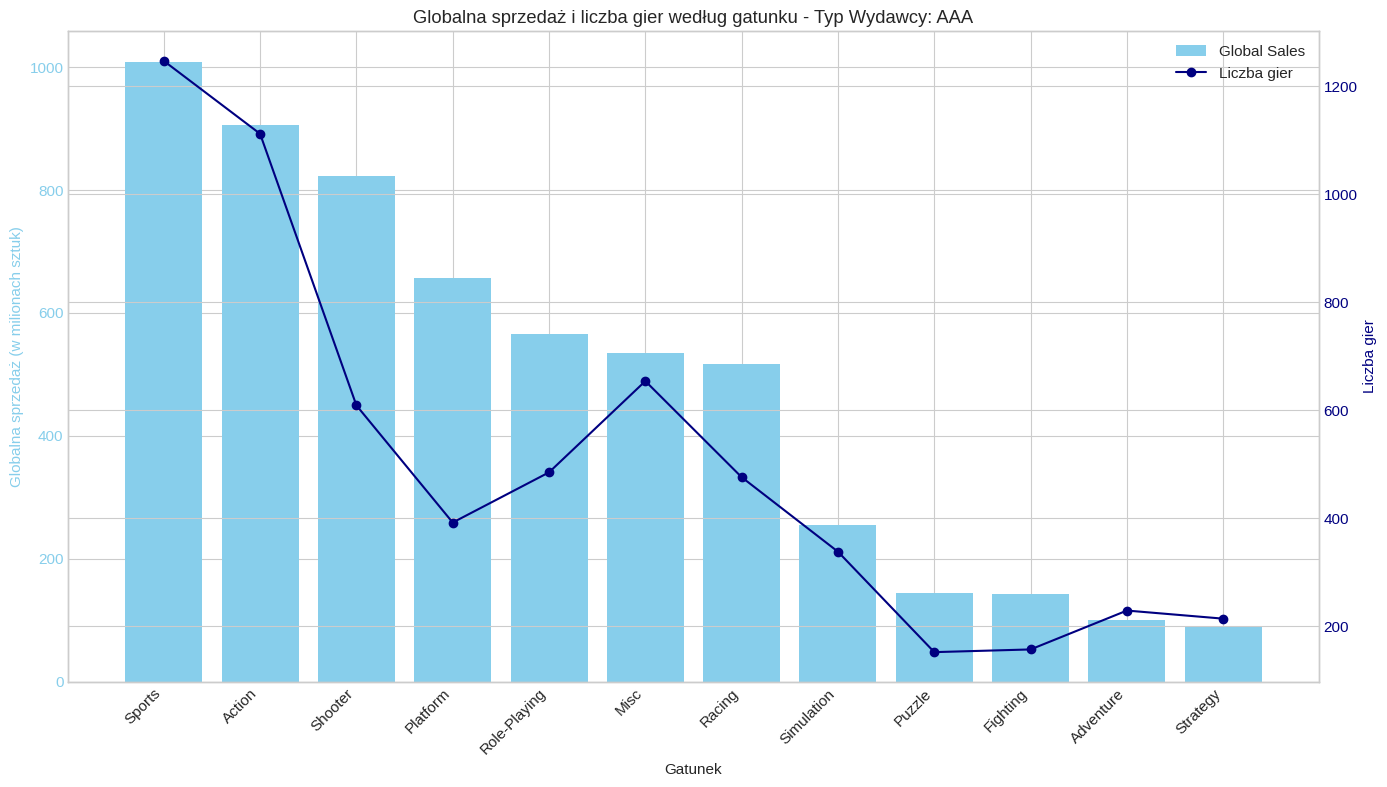 Globalna sprzedaż i liczba gier według gatunku - Typ Wydawcy: AAA
Global Sales
Liczba gier
Globalna sprzedaż (w milionach sztuk)
1000
800
600
400
200
0
1200
1000
800
600
400
200
Liczba gier
Sports
Action
Shooter
Platform
Role-Playing
Misc
Racing
Simulation
Puzzle
Fighting
Adventure
Strategy
Gatunek